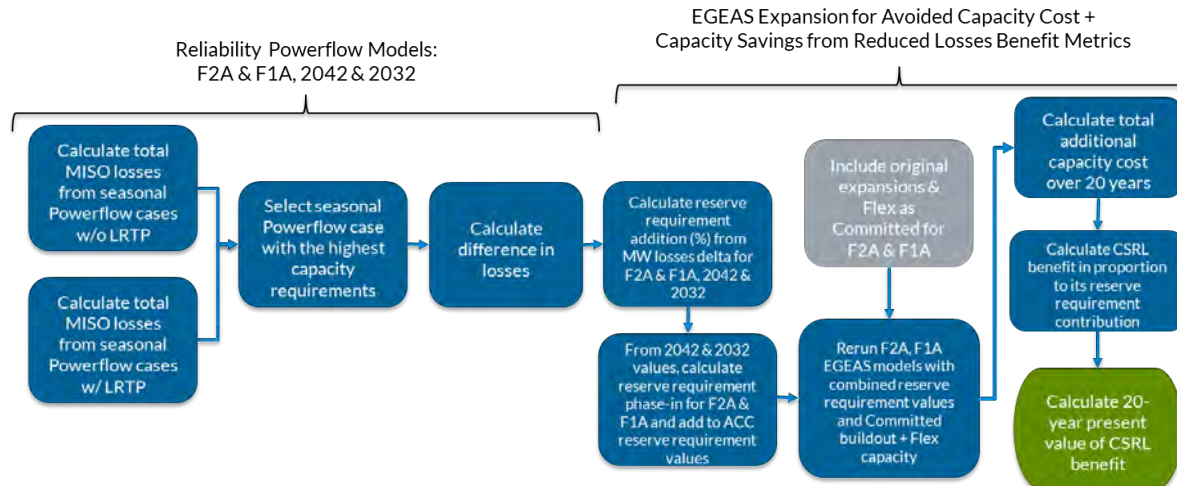 Reliability Powerflow Models:
F2A & F1A, 2042 & 2032
EGEAS Expansion for Avoided Capacity Cost +
Capacity Savings from Reduced Losses Benefit Metrics
Calculate total
MISO losses
from seasonal
Powerflow cases
w/o LRTP
Calculate total
MISO losses
from seasonal
Powerflow cases
w/ LRTP
Select seasonal
Powerflow case
with the highest
capacity
requirements
Calculate
difference in
losses
Calculate reserve
requirement
addition (%) from
MW losses delta for
F2A & F1A, 2042 &
2032
From 2042 & 2032
values, calculate
reserve requirement
phase-in for F2A &
F1A and add to ACC
reserve requirement
values
Include original
expansions &
Flex as
Committed for
F2A & F1A
Rerun F2A, F1A
EGEAS models with
combined reserve
requirement values
and Committed
buildout + Flex
capacity
Calculate total
additional
capacity cost
over 20 years
Calculate CSRL
benefit in proportion
to its reserve
requirement
contribution
Calculate 20-
year present
value of CSRL
benefit